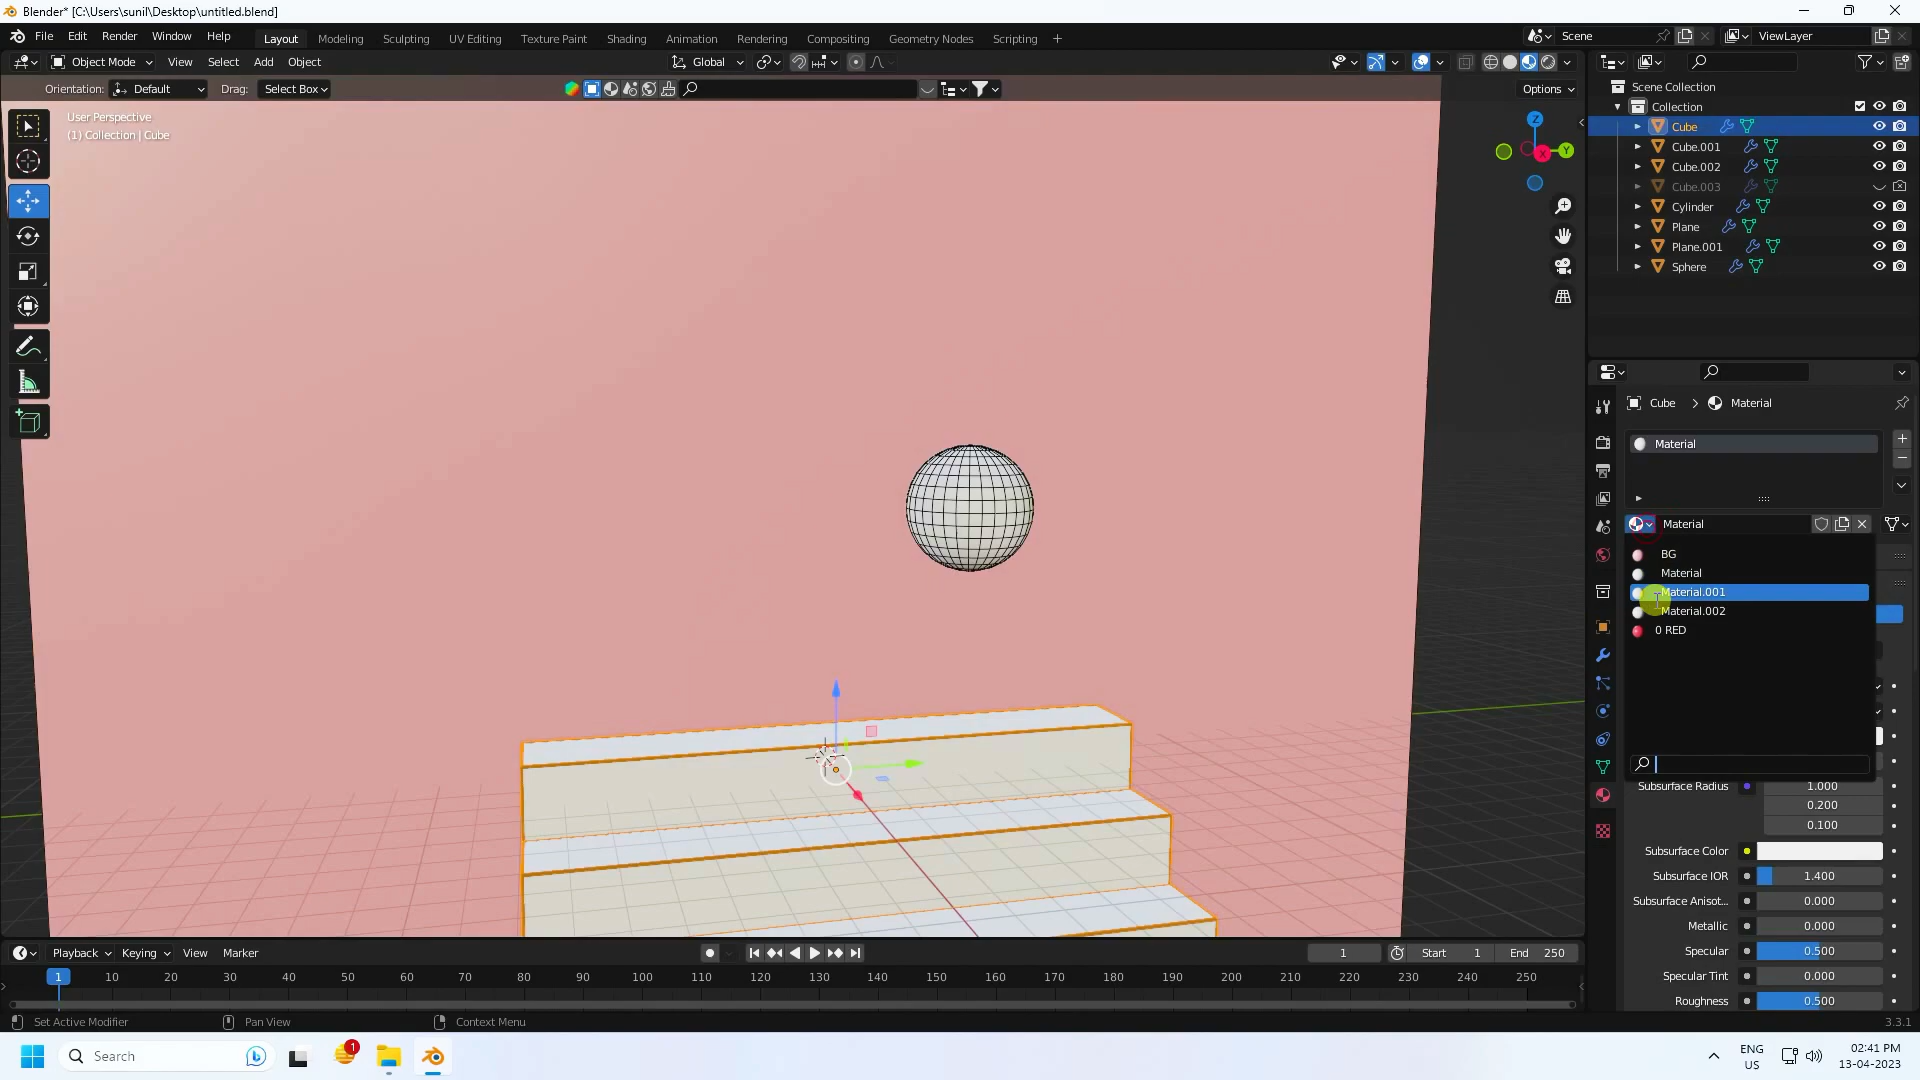 Blender* [C:\Users\sunil\Desktop\untitled.blend]
File Edit Render Window Help Layout Modeling Sculpting UV Editing Texture Paint Shading Animation Rendering Compositing Geometry Nodes Scripting + Scene ViewLayer
Object Mode View Select Add Object Global
Orientation: Default Drag: Select Box Options
User Perspective
(1) Collection | Cube
Z
Y
X
Scene Collection
Collection
Cube
Cube.001
Cube.002
Cube.003
Cylinder
Plane
Plane.001
Sphere
Cube > Material
Material
Material
BG
Material
Material.001
Material.002
0 RED
Subsurface Radius 1.000
0.200
0.100
Subsurface Color
Subsurface IOR 1.400
Subsurface Anisot... 0.000
Metallic 0.000
Specular 0.500
Specular Tint 0.000
Roughness 0.500
Playback Keying View Marker 1 Start 1 End 250
1 10 20 30 40 50 60 70 80 90 100 110 120 130 140 150 160 170 180 190 200 210 220 230 240 250
Set Active Modifier Pan View Context Menu 3.3.1
Search 1 ENG US 02:41 PM 13-04-2023